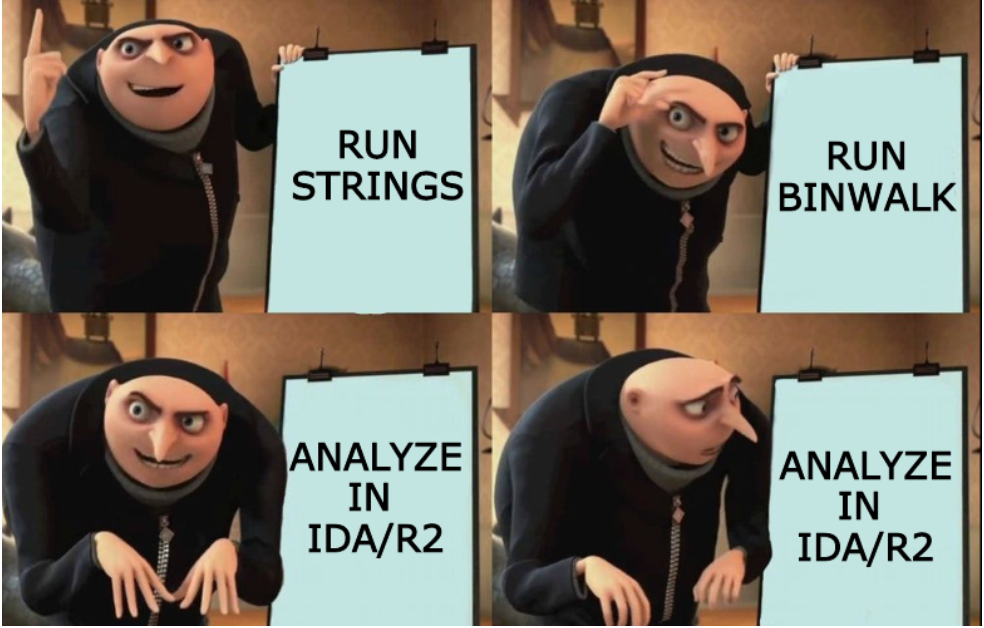 RUN
STRINGS
RUN
BINWALK
ANALYZE
IN
IDA/R2
ANALYZE
IN
IDA/R2